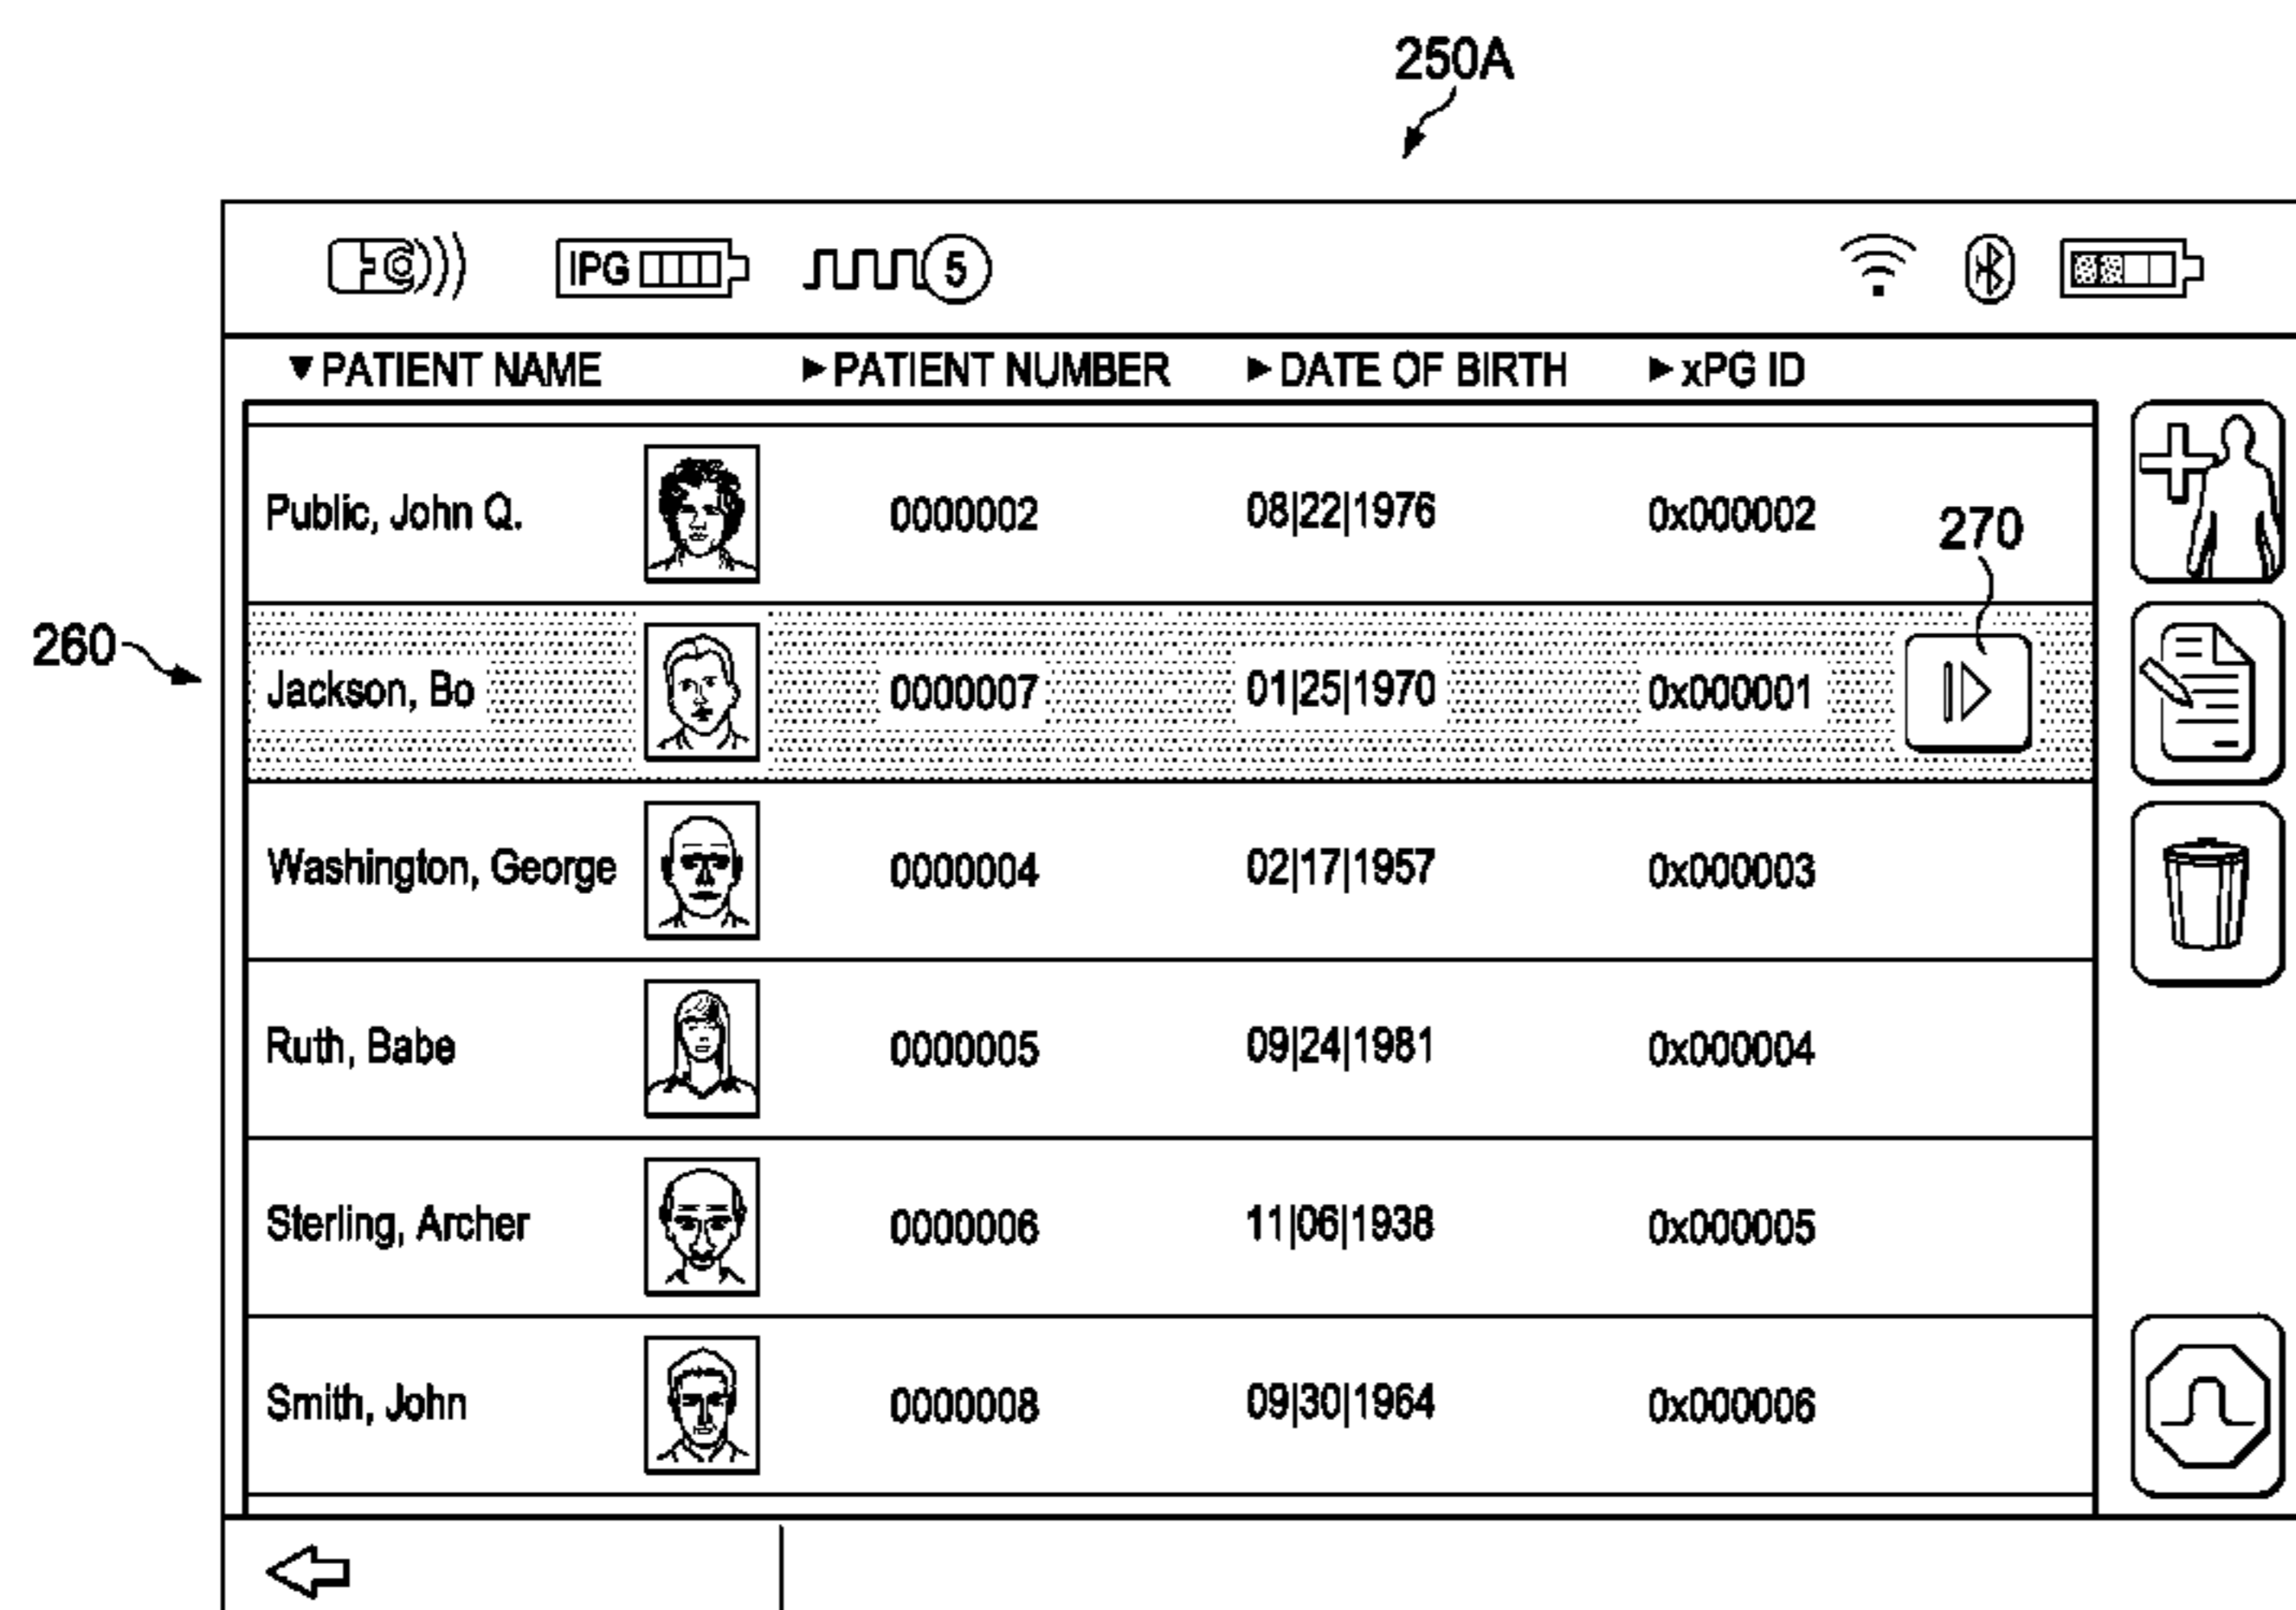 250A
IPG 5
▼PATIENT NAME ▶PATIENT NUMBER ▶DATE OF BIRTH ▶xPG ID
Public, John Q. 0000002 08|22|1976 0x000002
270
260
Jackson, Bo 0000007 01|25|1970 0x000001
Washington, George 0000004 02|17|1957 0x000003
Ruth, Babe 0000005 09|24|1981 0x000004
Sterling, Archer 0000006 11|06|1938 0x000005
Smith, John 0000008 09|30|1964 0x000006